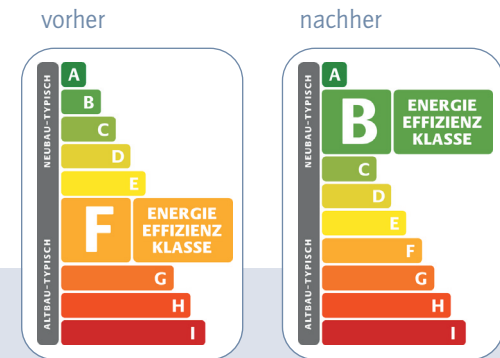 vorher
NEUBAU-TYPISCH
ALTBAU-TYPISCH
A
B
C
D
E
F
ENERGIE
EFFIZIENZ
KLASSE
G
H
I
nachher
NEUBAU-TYPISCH
ALTBAU-TYPISCH
A
B
ENERGIE
EFFIZIENZ
KLASSE
C
D
E
F
G
H
I